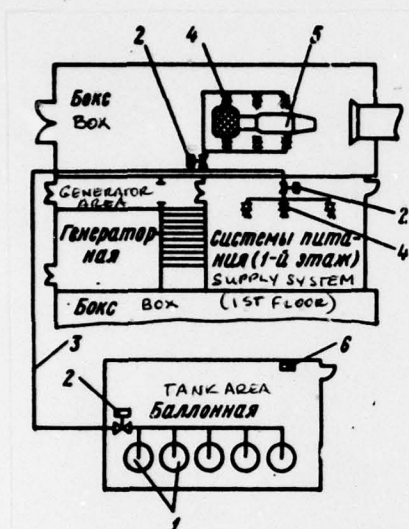 2
4
5
Бокс
BOX
2
GENERATOR
AREA
Генератор-
ная
2
Системы пита-
ния (1-й этаж)
4
SUPPLY SYSTEM
(1ST FLOOR)
Бокс BOX
3
2
6
TANK AREA
Баллонная
1